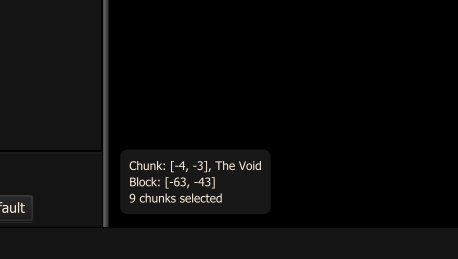 Chunk: [-4, -3], The Void
Block: [-63, -43]
9 chunks selected
fault